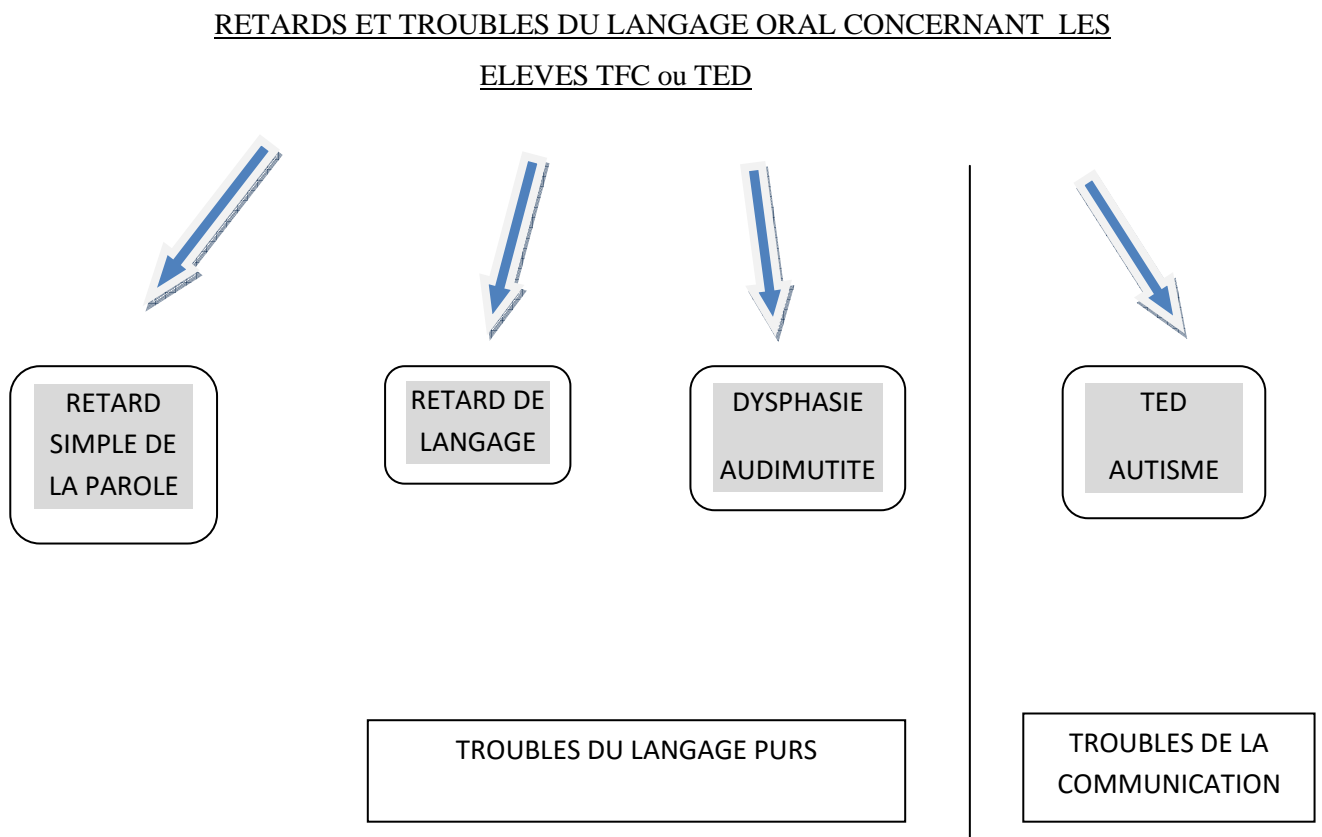 RETARDS ET TROUBLES DU LANGAGE ORAL CONCERNANT LES
ELEVES TFC ou TED
RETARD
SIMPLE DE
LA PAROLE
RETARD DE
LANGAGE
DYSPHASIE
AUDIMUTITE
TED
AUTISME
TROUBLES DU LANGAGE PURS
TROUBLES DE LA
COMMUNICATION